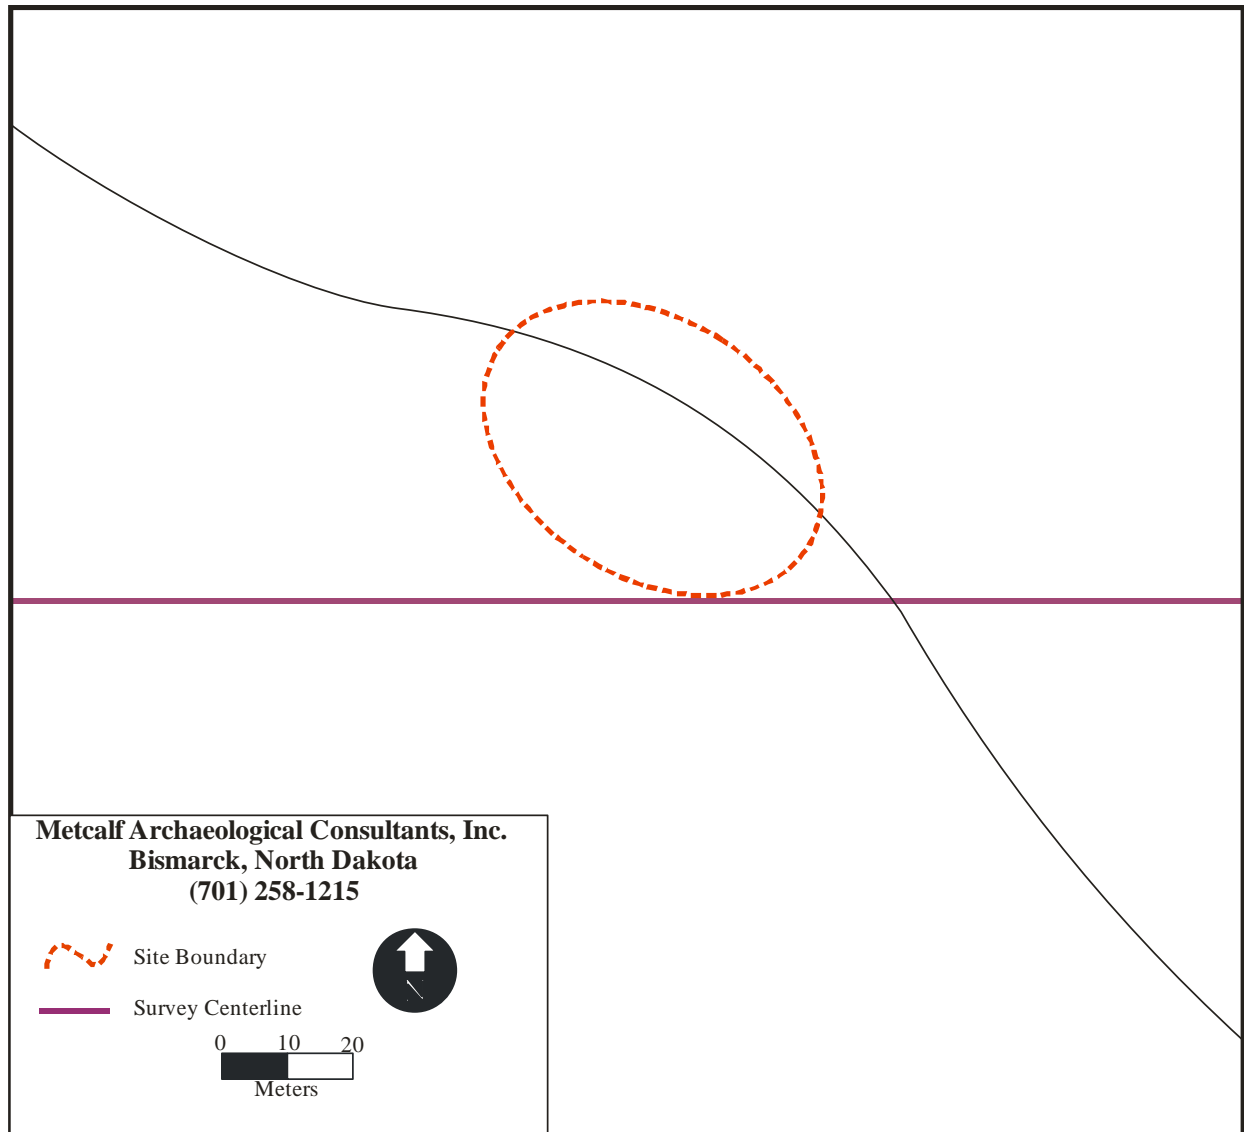 Metcalf Archaeological Consultants, Inc.
Bismarck, North Dakota
(701) 258-1215
Site Boundary
N
Survey Centerline
0 10 20
Meters